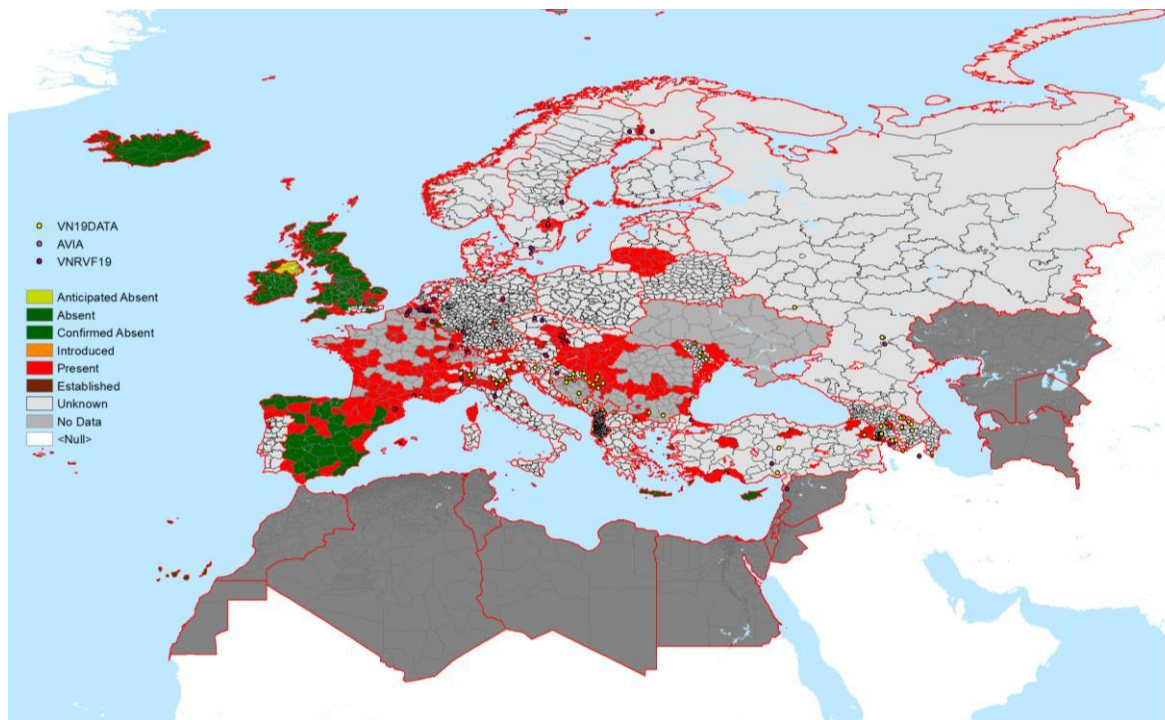 VN19DATA
AVIA
VNRVF19
Anticipated Absent
Absent
Confirmed Absent
Introduced
Present
Established
Unknown
No Data
<Null>